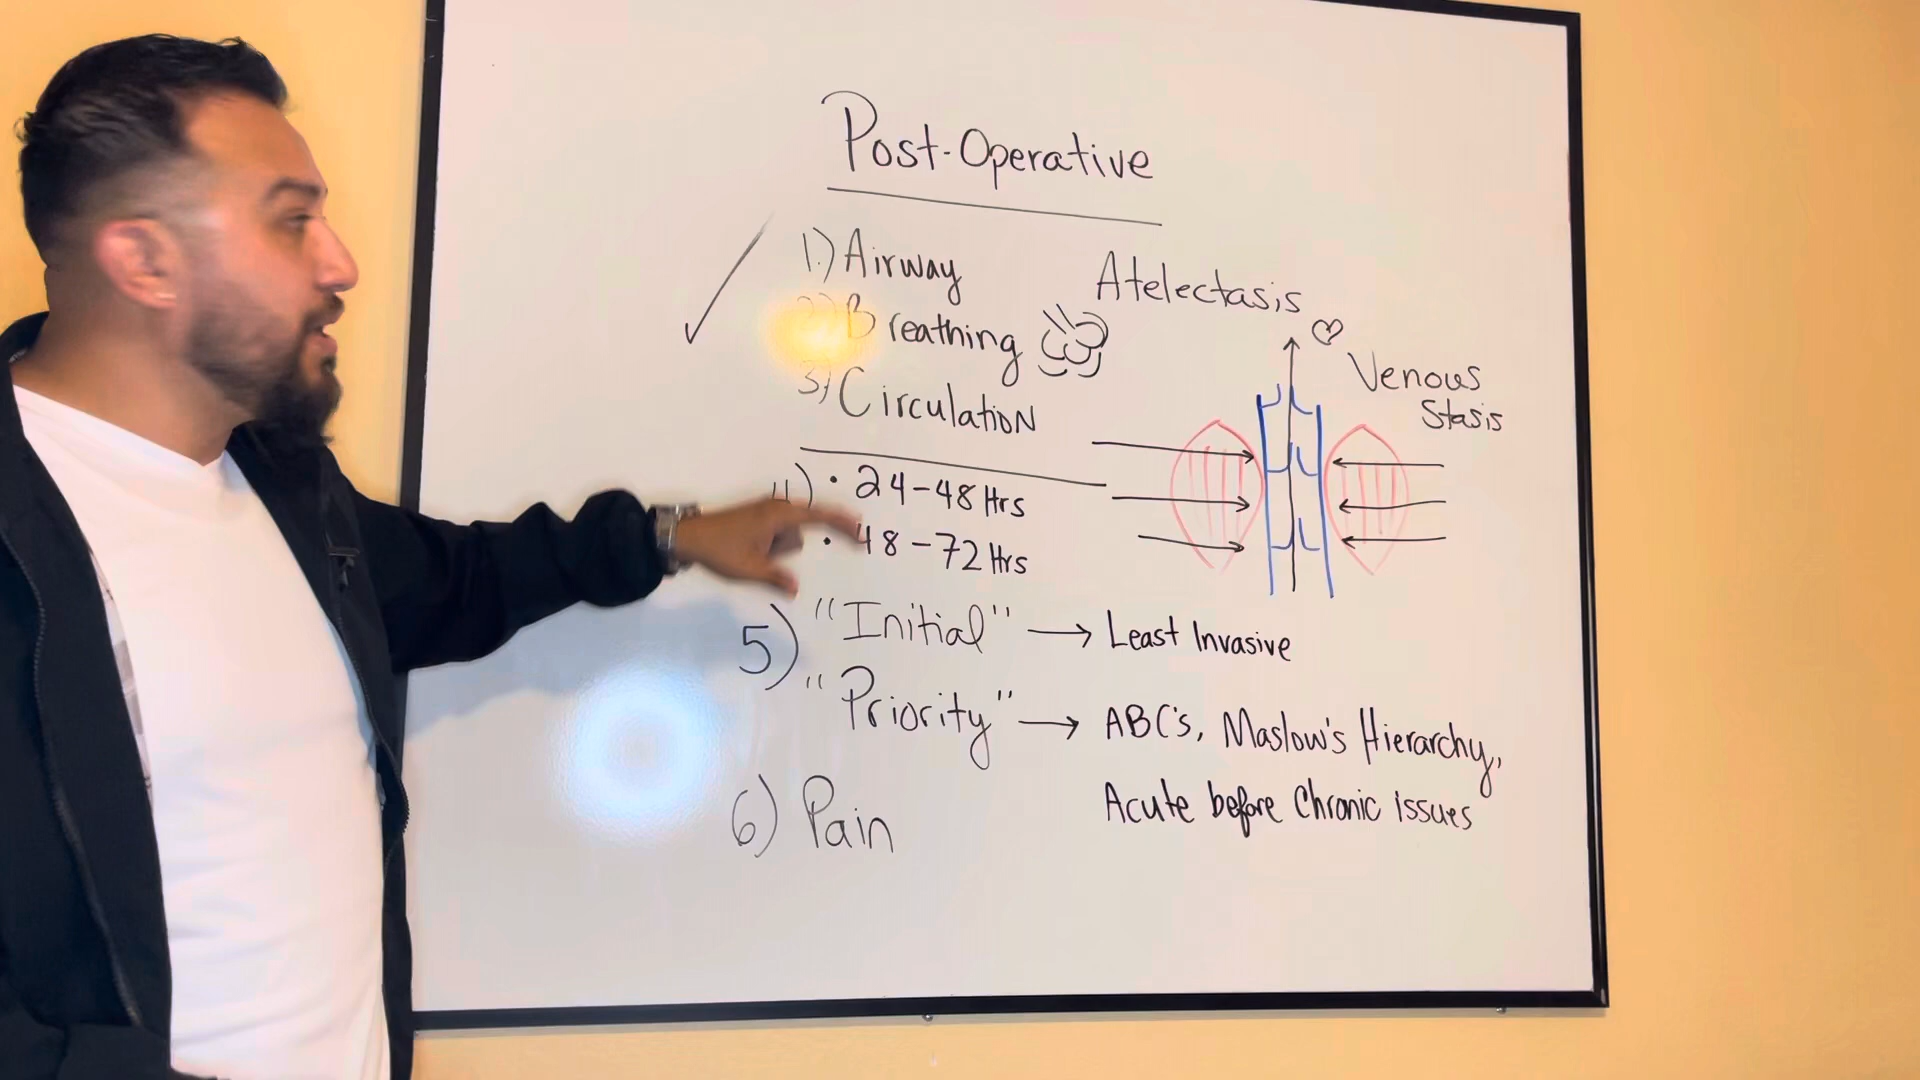 Post-Operative
1.) Airway
Atelectasis
2.) Breathing
3) Circulation
Venous
Stasis
4) • 24-48 Hrs
• 48-72 Hrs
5) "Initial" → Least Invasive
"Priority" → ABC's, Maslow's Hierarchy,
Acute before Chronic issues
6) Pain